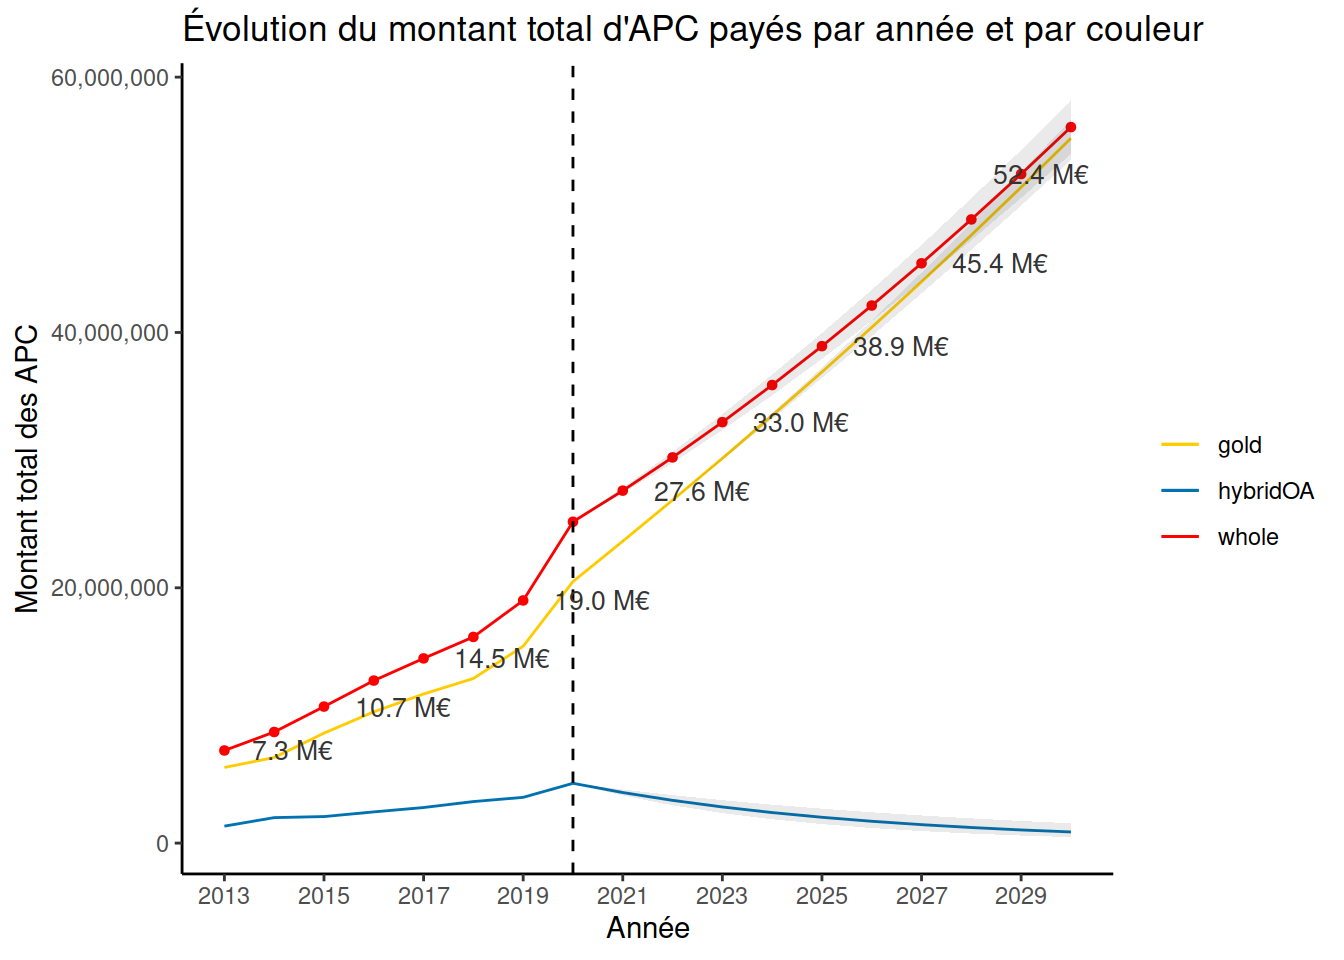 Évolution du montant total d'APC payés par année et par couleur
Montant total des APC
60,000,000
40,000,000
20,000,000
0
7.3 M€
10.7 M€
14.5 M€
19.0 M€
27.6 M€
33.0 M€
38.9 M€
45.4 M€
52.4 M€
2013 2015 2017 2019 2021 2023 2025 2027 2029
Année
gold
hybridOA
whole